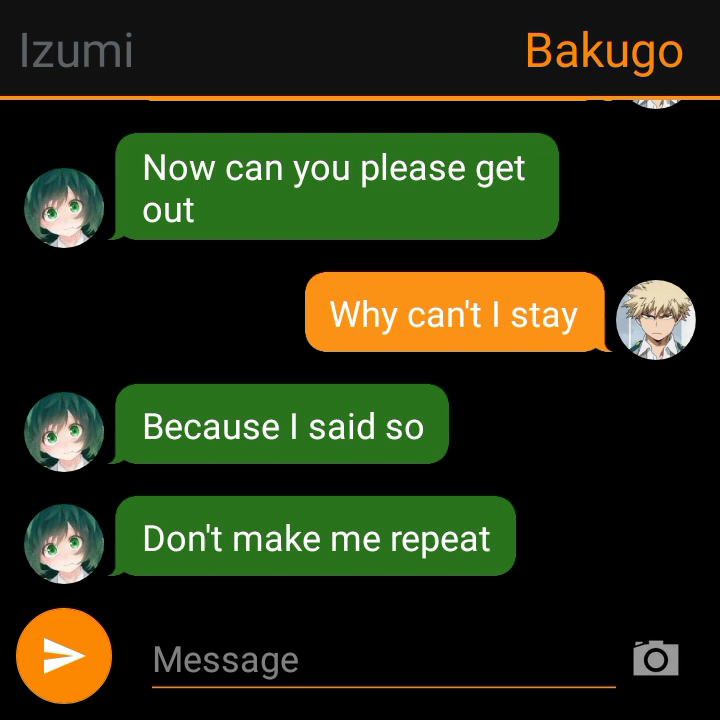 Izumi
Bakugo
Now can you please get
out
Why can't I stay
Because I said so
Don't make me repeat
Message